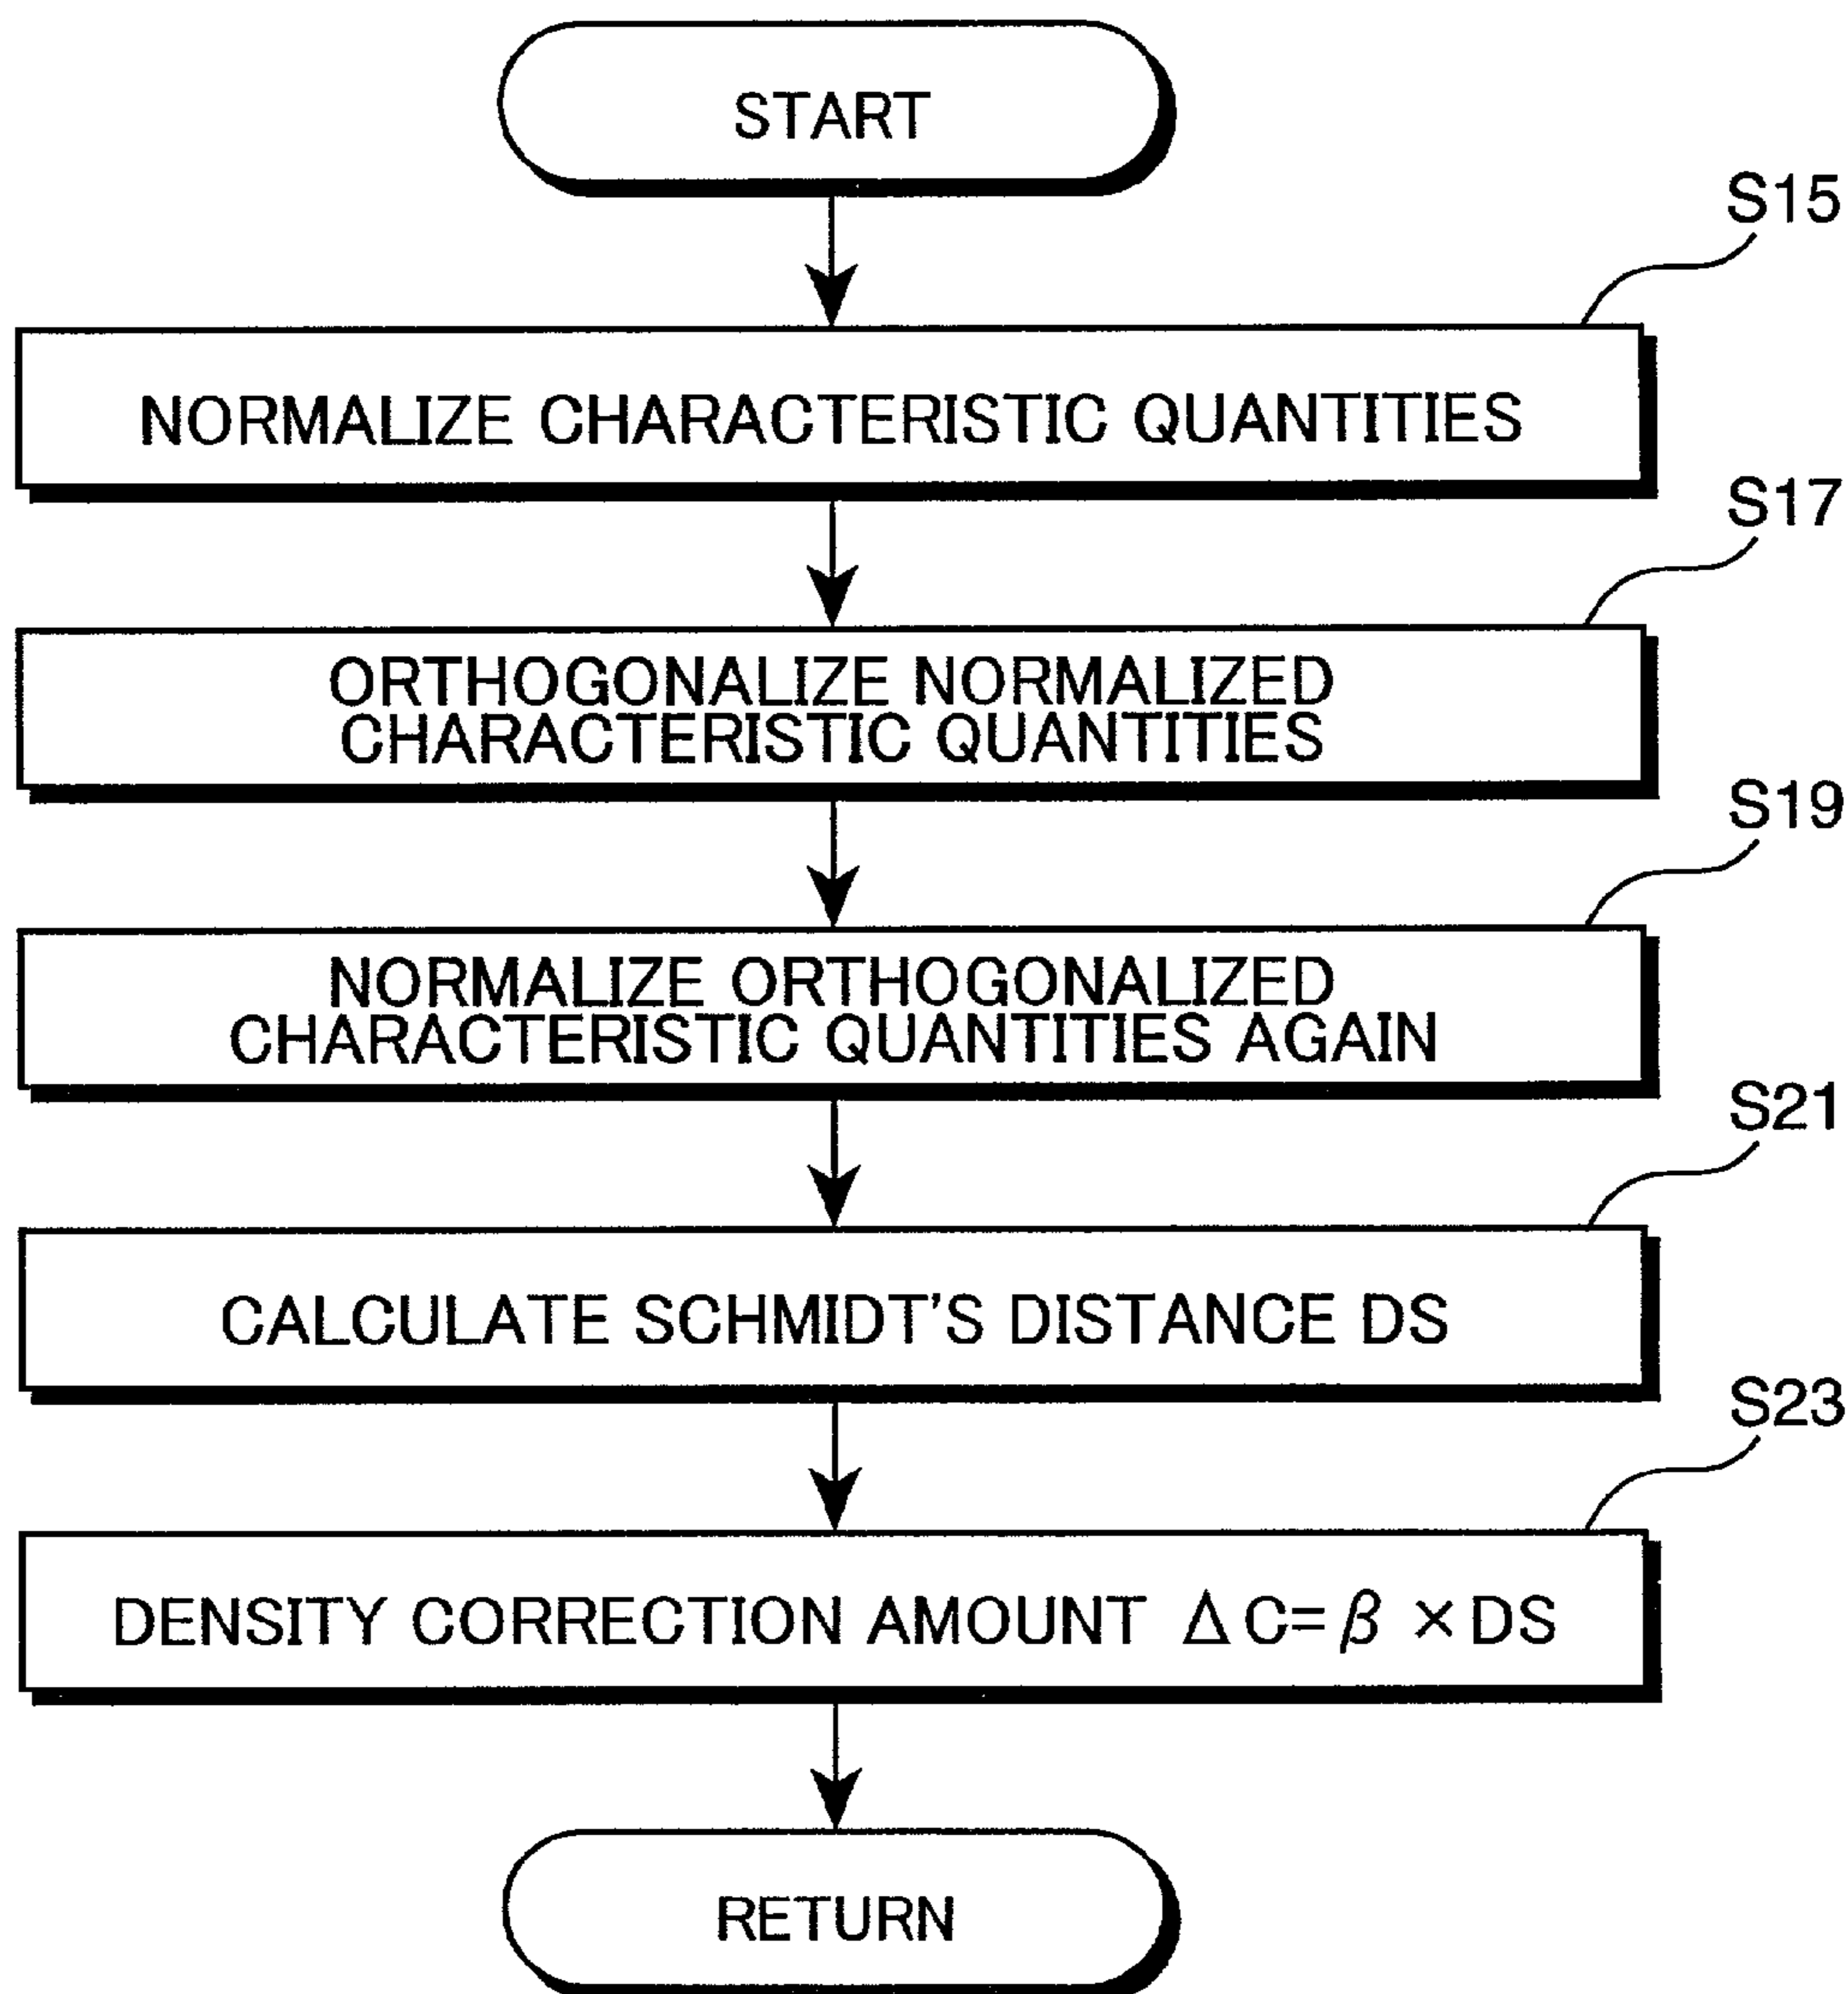 START
S15
NORMALIZE CHARACTERISTIC QUANTITIES
S17
ORTHOGONALIZE NORMALIZED
CHARACTERISTIC QUANTITIES
S19
NORMALIZE ORTHOGONALIZED
CHARACTERISTIC QUANTITIES AGAIN
S21
CALCULATE SCHMIDT'S DISTANCE DS
S23
DENSITY CORRECTION AMOUNT Δ C= β × DS
RETURN